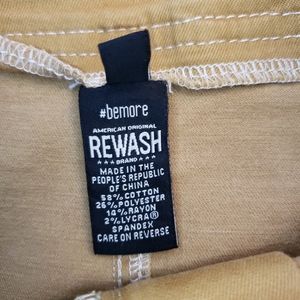 #bemore
AMERICAN ORIGINAL
REWASH
BRAND
MADE IN THE
PEOPLE'S REPUBLIC
OF CHINA
58% COTTON
26% POLYESTER
14% RAYON
2% LYCRA®
SPANDEX
CARE ON REVERSE